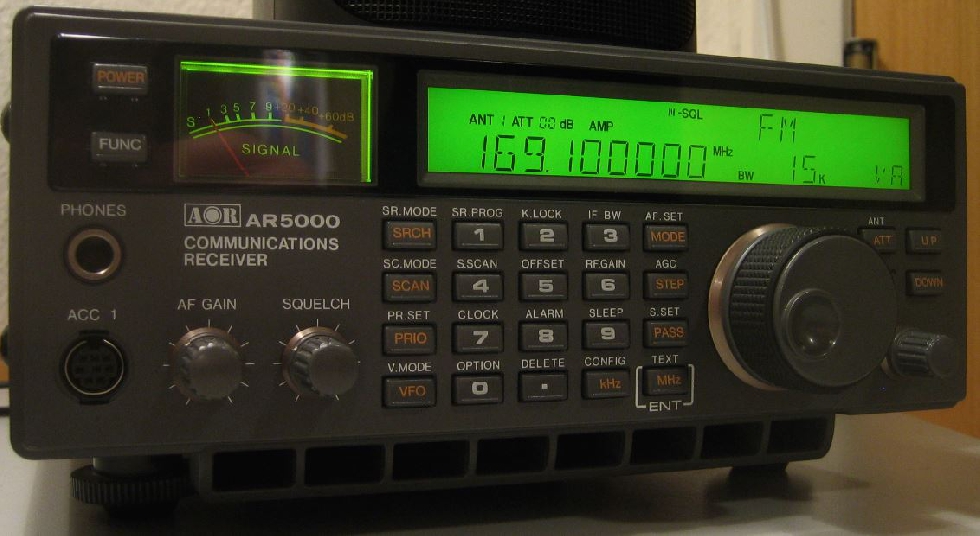 POWER
FUNC
S 1 3 5 7 9 +20 +40 +60dB
SIGNAL
ANT 1 ATT 00 dB AMP
N-SQL
FM
169.100000 MHz
BW 15 K
VA
PHONES
AOR AR5000
COMMUNICATIONS
RECEIVER
ACC 1
AF GAIN
SQUELCH
SR.MODE SR.PROG K.LOCK IF BW AF.SET
SRCH 1 2 3 MODE
SC.MODE S.SCAN OFFSET RF.GAIN AGC
SCAN 4 5 6 STEP
PR.SET CLOCK ALARM SLEEP S.SET
PRIO 7 8 9 PASS
V.MODE OPTION DELETE CONFIG TEXT
VFO 0 . kHz MHz
ENT
ANT
ATT UP
DOWN